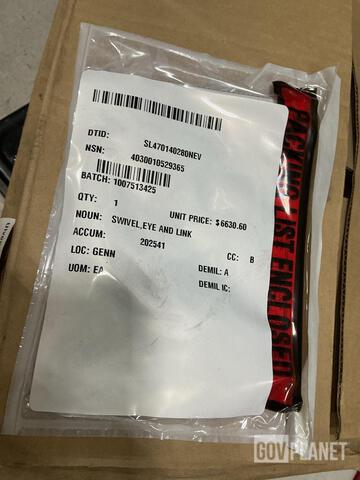 DTID: SL470140280NEV
NSN: 4030010529365
BATCH: 1007513425
QTY: 1 UNIT PRICE: $6630.60
NOUN: SWIVEL,EYE AND LINK
ACCUM: 202541 CC: B
LOC: GENN DEMIL: A
UOM: EA DEMIL IC:
PACKING LIST ENCLOSED
GOVPLANET